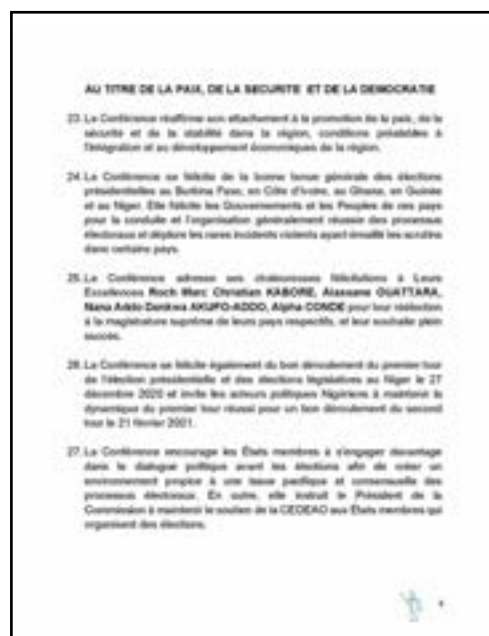 AU TITRE DE LA PAIX, DE LA SECURITE ET DE LA DEMOCRATIE
23. La Conférence réaffirme son attachement à la promotion de la paix, de la
sécurité et de la stabilité dans la région, conditions préalables à
l'intégration et au développement économiques de la région.
24. La Conférence se félicite de la bonne tenue générale des élections
présidentielles au Burkina Faso, en Côte d'Ivoire, au Ghana, en Guinée
et au Niger. Elle félicite les Gouvernements et les Peuples de ces pays
pour la conduite et l'organisation généralement réussie des processus
électoraux et déplore les rares incidents violents ayant émaillé les scrutins
dans certains pays.
25. La Conférence adresse ses chaleureuses félicitations à Leurs
Excellences Roch Marc Christian KABORE, Alassane OUATTARA,
Nana Addo Dankwa AKUFO-ADDO, Alpha CONDE pour leur réélection
à la magistrature suprême de leurs pays respectifs, et leur souhaite plein
succès.
26. La Conférence se félicite également du bon déroulement du premier tour
de l'élection présidentielle et des élections législatives au Niger le 27
décembre 2020 et invite les acteurs politiques Nigériens à maintenir la
dynamique du premier tour réussi pour un bon déroulement du second
tour le 21 février 2021.
27. La Conférence encourage les États membres à s'engager davantage
dans le dialogue politique avant les élections afin de créer un
environnement propice à une issue pacifique et consensuelle des
processus électoraux. En outre, elle instruit le Président de la
Commission à maintenir le soutien de la CEDEAO aux États membres qui
organisent des élections.